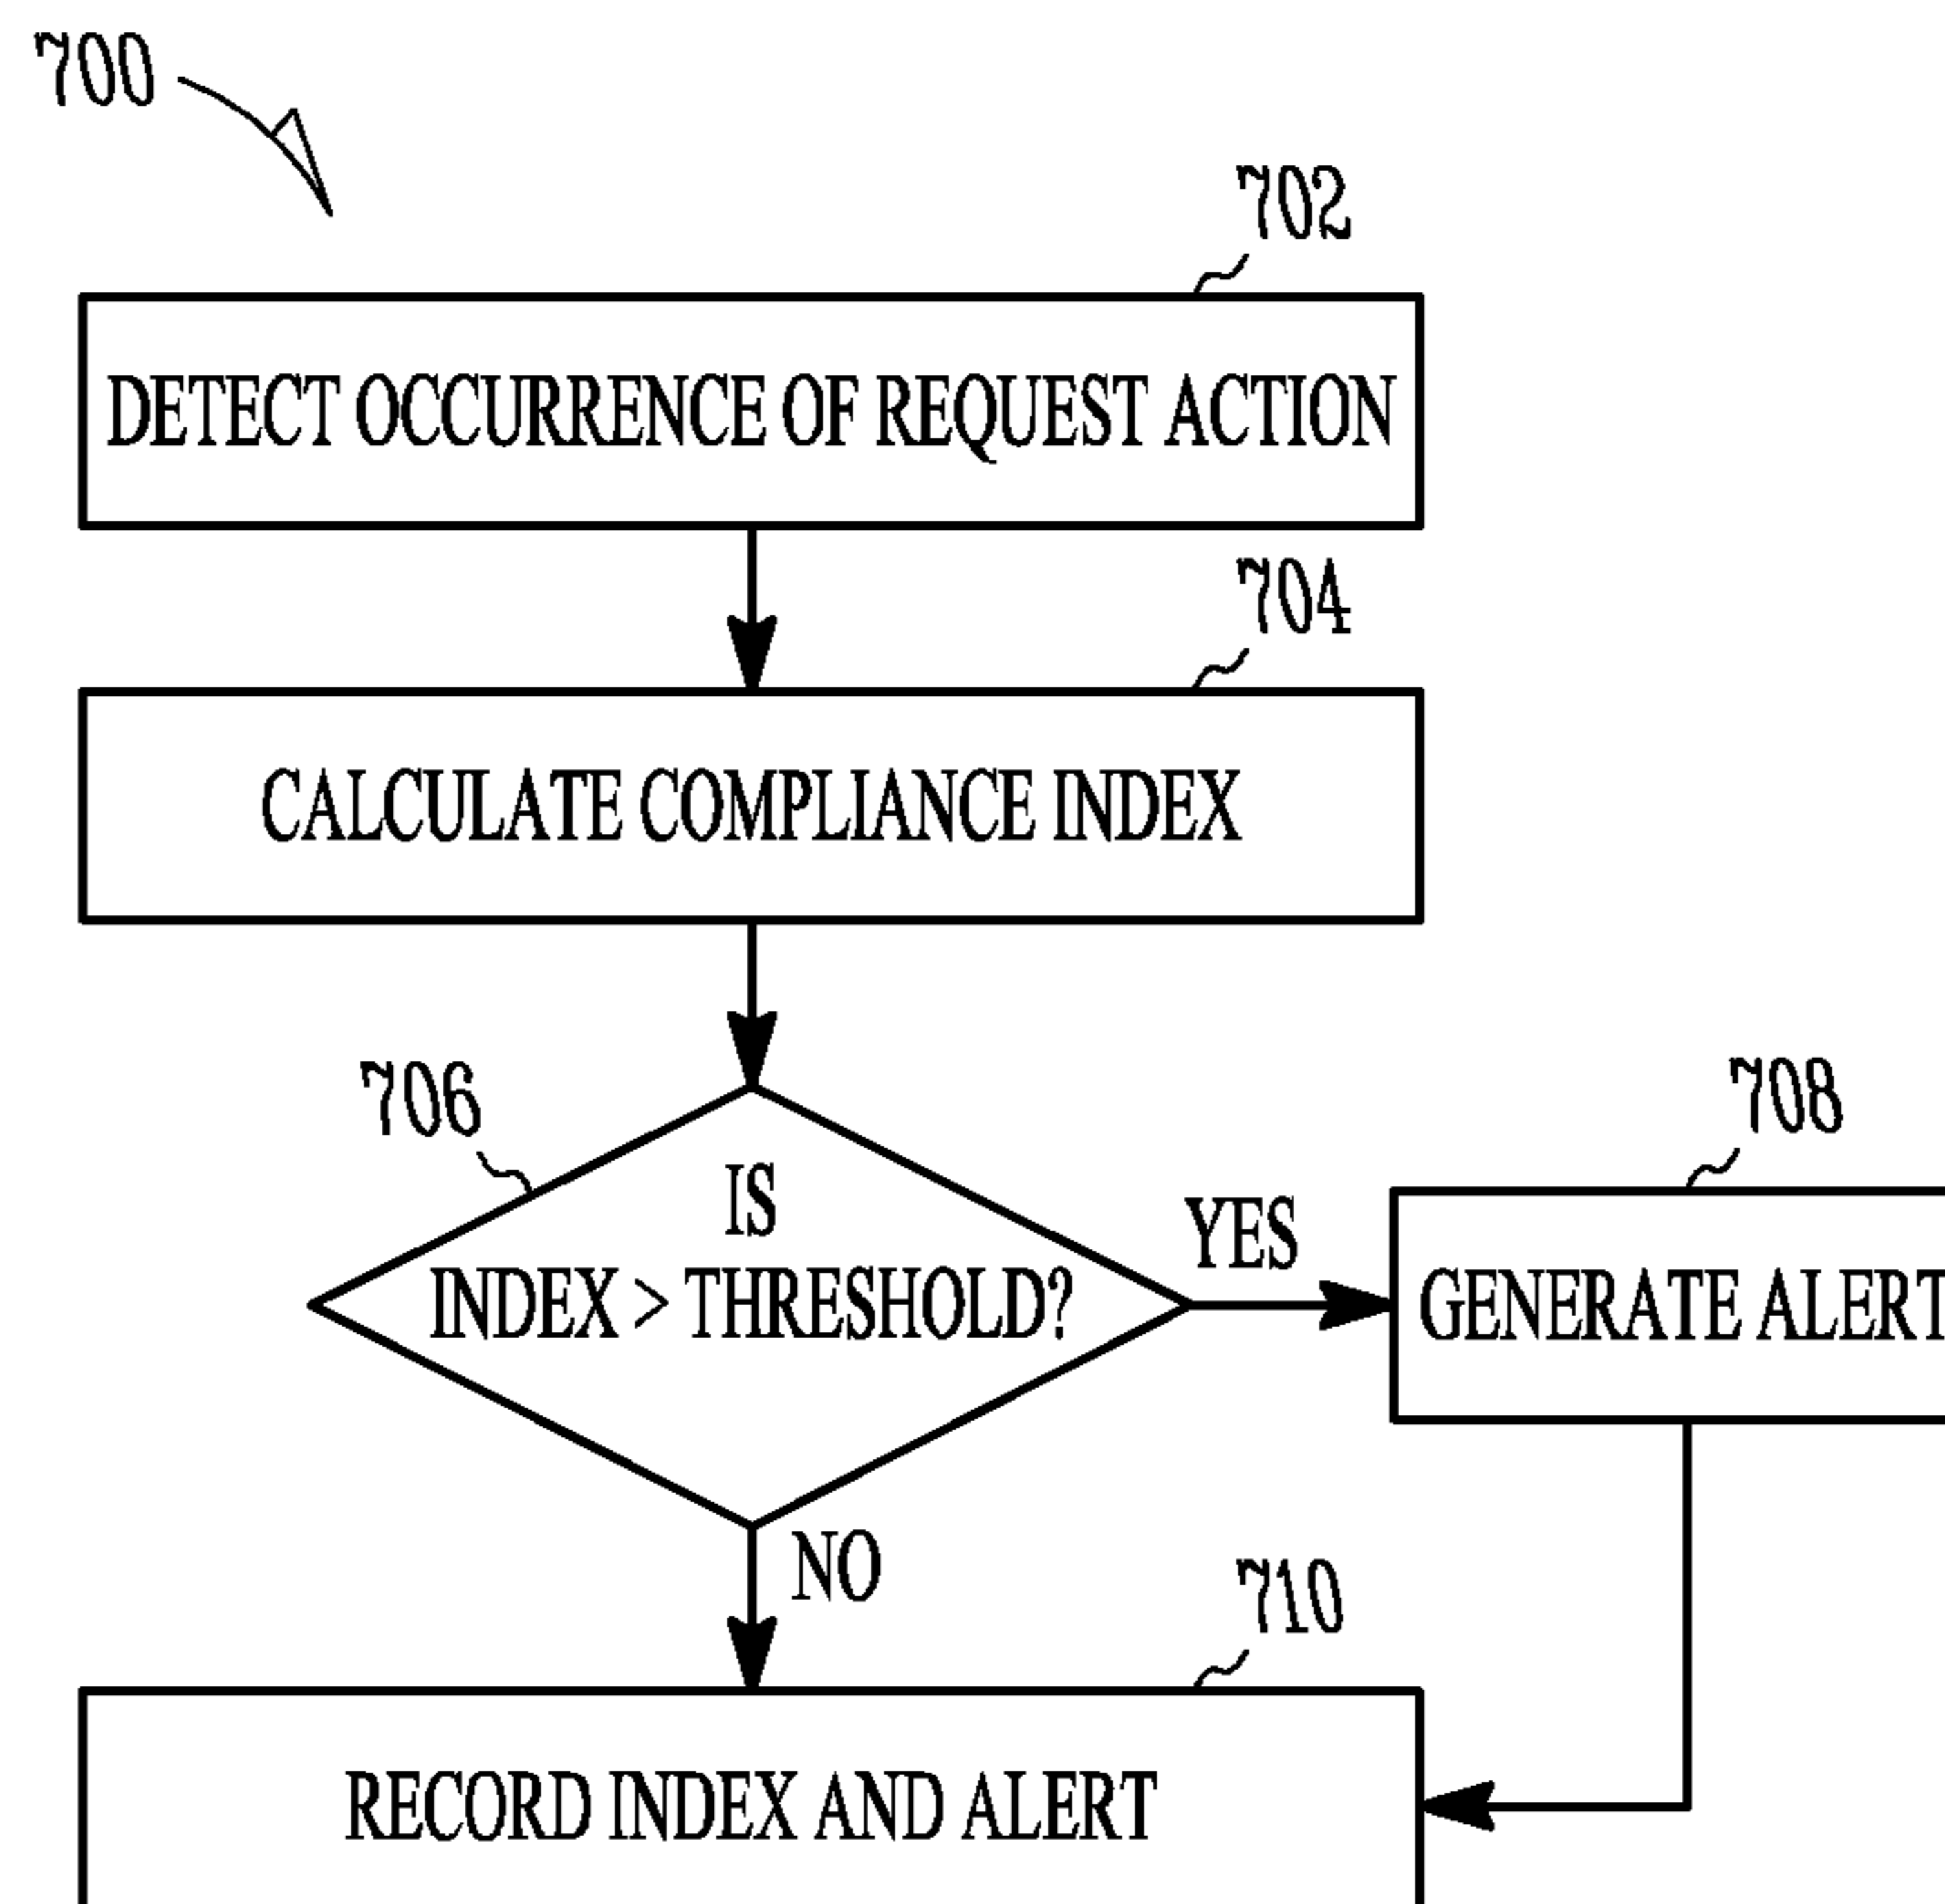 700
702
DETECT OCCURRENCE OF REQUEST ACTION
704
CALCULATE COMPLIANCE INDEX
706
IS
INDEX > THRESHOLD?
YES
708
GENERATE ALERT
NO
710
RECORD INDEX AND ALERT